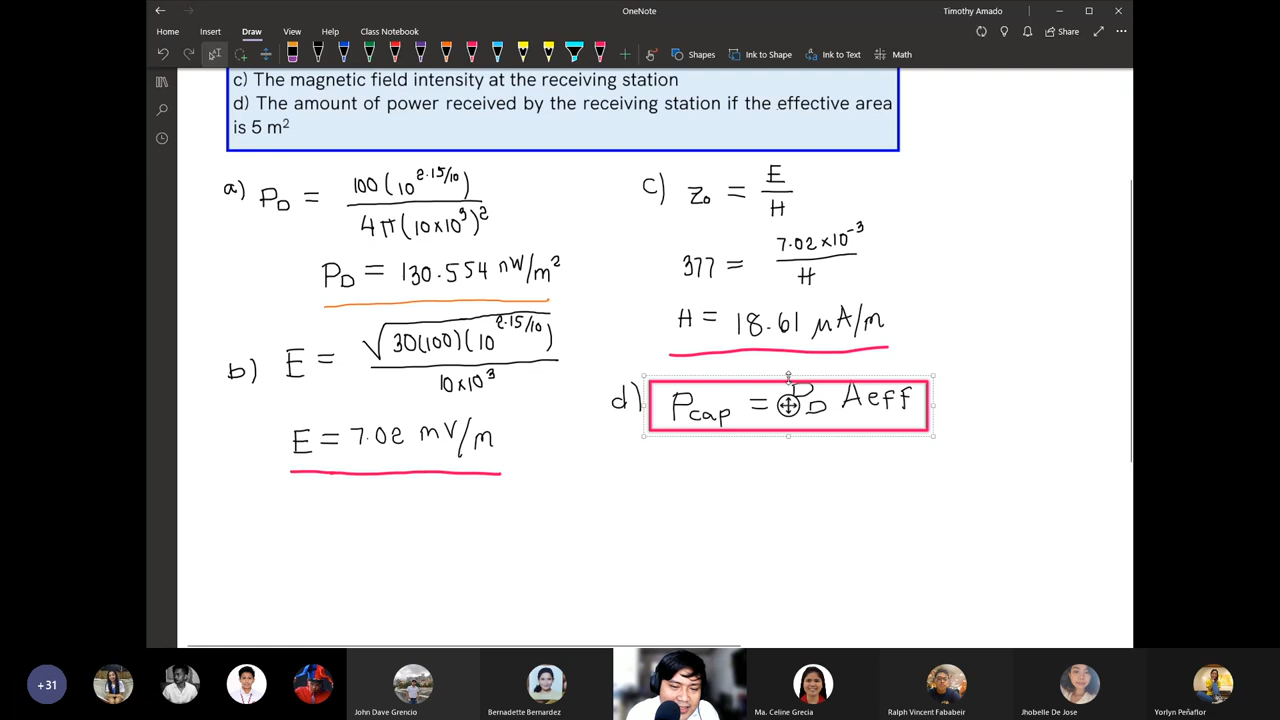 OneNote
Timothy Amado
Home Insert Draw View Help Class Notebook
Share
Shapes Ink to Shape Ink to Text Math
c) The magnetic field intensity at the receiving station
d) The amount of power received by the receiving station if the effective area
is 5 m²
a) P_D = 100(10^{2.15/10}) / 4π(10×10³)²
P_D = 130.554 nW/m²
b) E = √30(100)(10^{2.15/10}) / 10×10³
E = 7.02 mV/m
c) Z₀ = E / H
377 = 7.02×10⁻³ / H
H = 18.61 μA/m
d) P_cap = P_D Aeff
+31
John Dave Grencio
Bernadette Bernardez
Ma. Celine Grecia
Ralph Vincent Fababeir
Jhobelle De Jose
Yorlyn Peñaflor